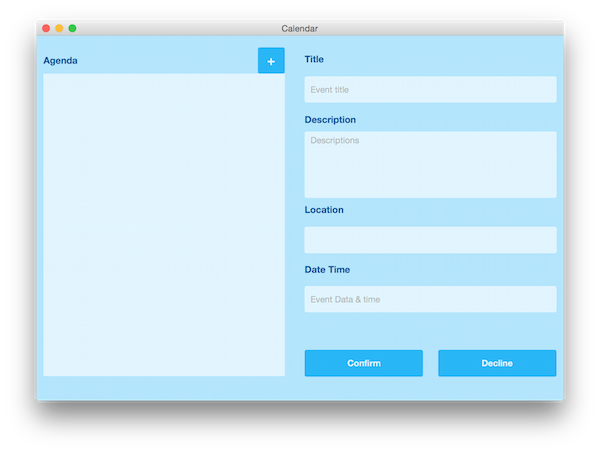 Calendar
Agenda
+
Title
Event title
Description
Descriptions
Location
Date Time
Event Data & time
Confirm
Decline